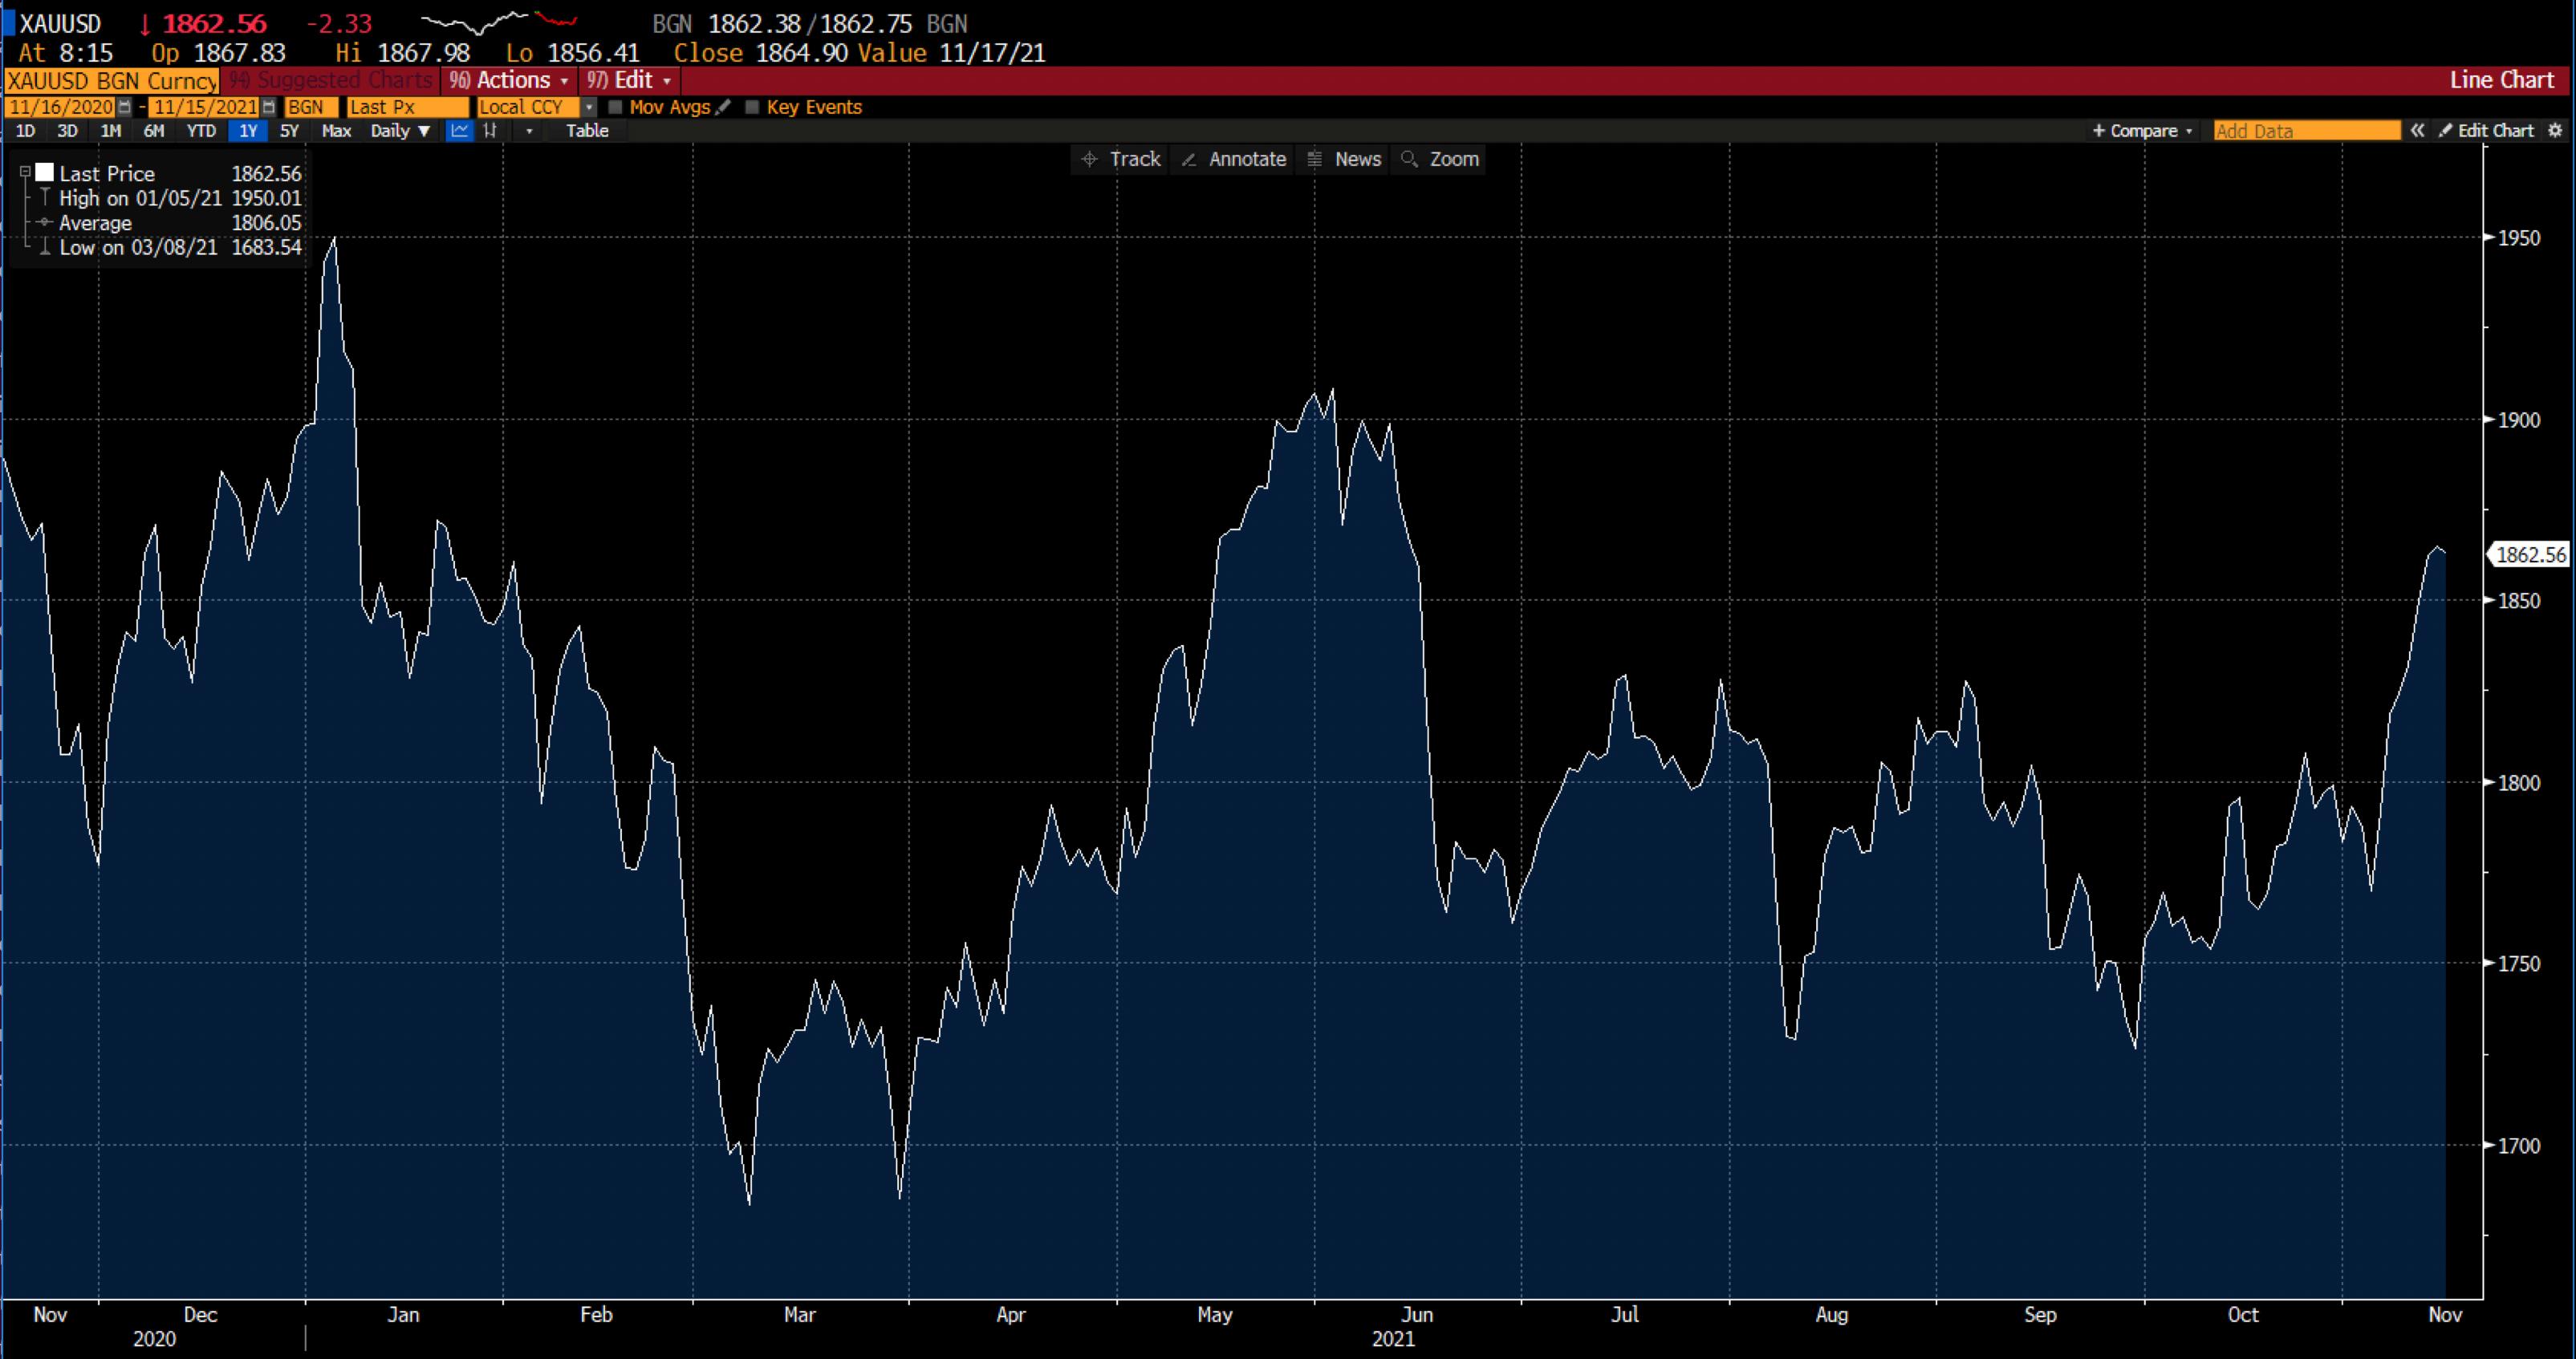 XAUUSD ↓ 1862.56 -2.33 BGN 1862.38/1862.75 BGN
At 8:15 Op 1867.83 Hi 1867.98 Lo 1856.41 Close 1864.90 Value 11/17/21
XAUUSD BGN Curncy 94) Suggested Charts 96) Actions 97) Edit Line Chart
11/16/2020 - 11/15/2021 BGN Last Px Local CCY Mov Avgs Key Events
1D 3D 1M 6M YTD 1Y 5Y Max Daily ▼ Table + Compare Add Data « Edit Chart
Track Annotate News Zoom
Last Price 1862.56
High on 01/05/21 1950.01
Average 1806.05
Low on 03/08/21 1683.54
1950
1900
1862.56
1850
1800
1750
1700
Nov Dec Jan Feb Mar Apr May Jun Jul Aug Sep Oct Nov
2020 2021